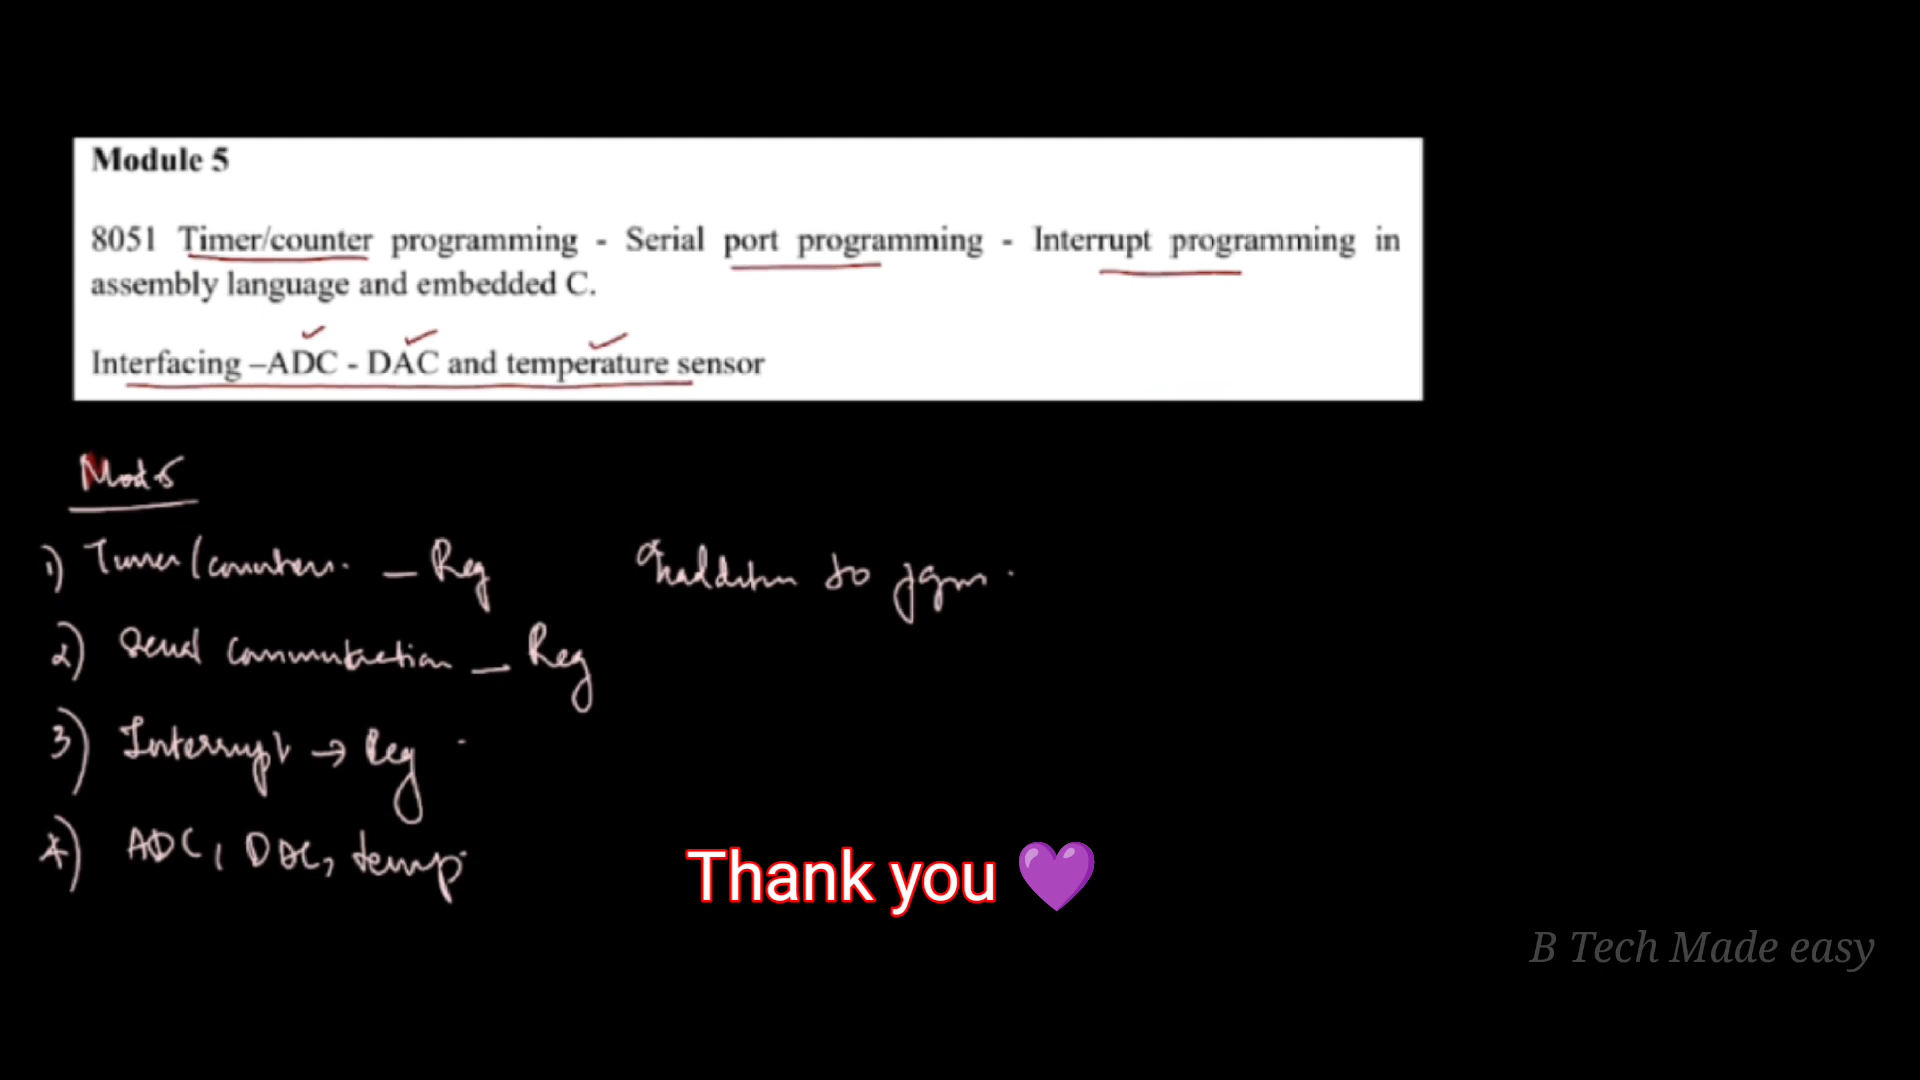 Module 5
8051 Timer/counter programming - Serial port programming - Interrupt programming in
assembly language and embedded C.
Interfacing –ADC - DAC and temperature sensor
Mod 5
1) Timer/counters. — Reg
to pgm.
2) Serial — Reg
3) Interrupt → Reg
4) ADC, DAC, temp
Thank you 💜
B Tech Made easy